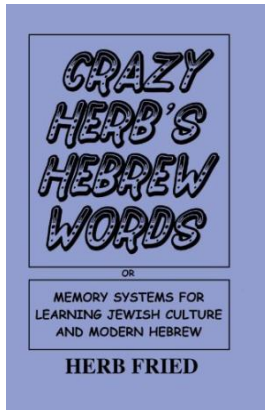 CRAZY
HERB'S
HEBREW
WORDS
OR
MEMORY SYSTEMS FOR
LEARNING JEWISH CULTURE
AND MODERN HEBREW
HERB FRIED